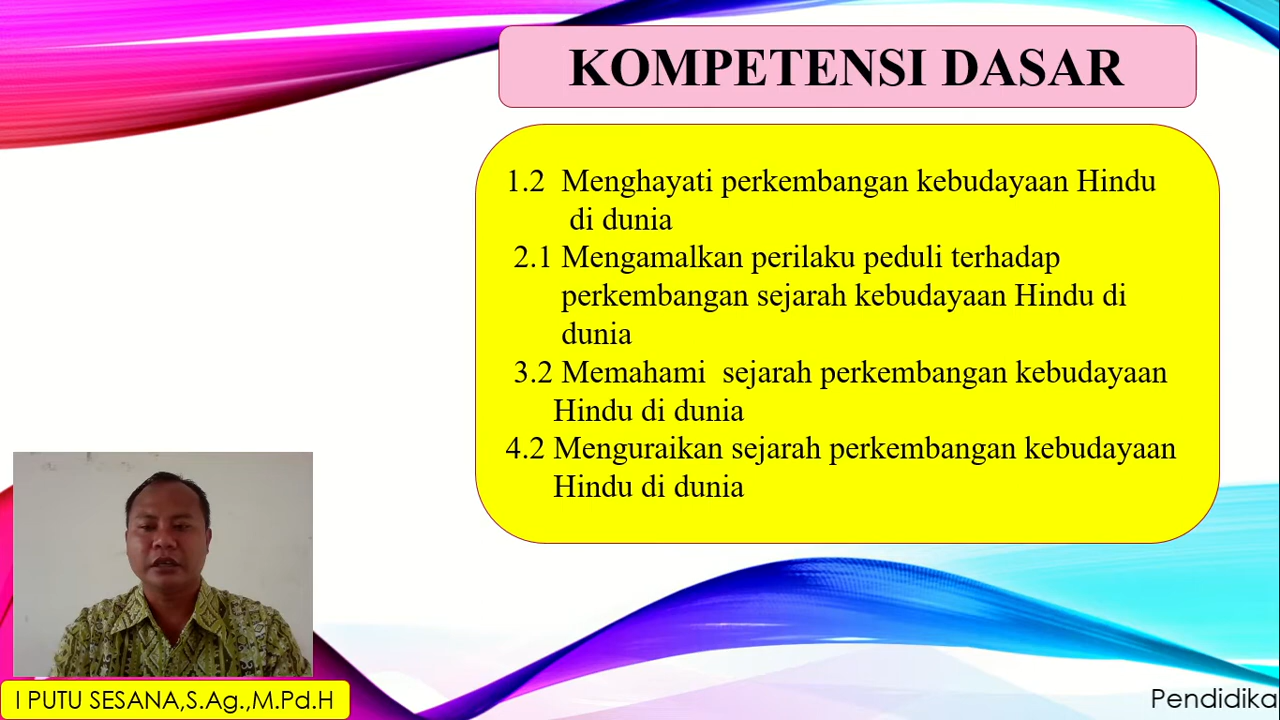 KOMPETENSI DASAR
1.2 Menghayati perkembangan kebudayaan Hindu
di dunia
2.1 Mengamalkan perilaku peduli terhadap
perkembangan sejarah kebudayaan Hindu di
dunia
3.2 Memahami sejarah perkembangan kebudayaan
Hindu di dunia
4.2 Menguraikan sejarah perkembangan kebudayaan
Hindu di dunia
I PUTU SESANA,S.Ag.,M.Pd.H
Pendidika